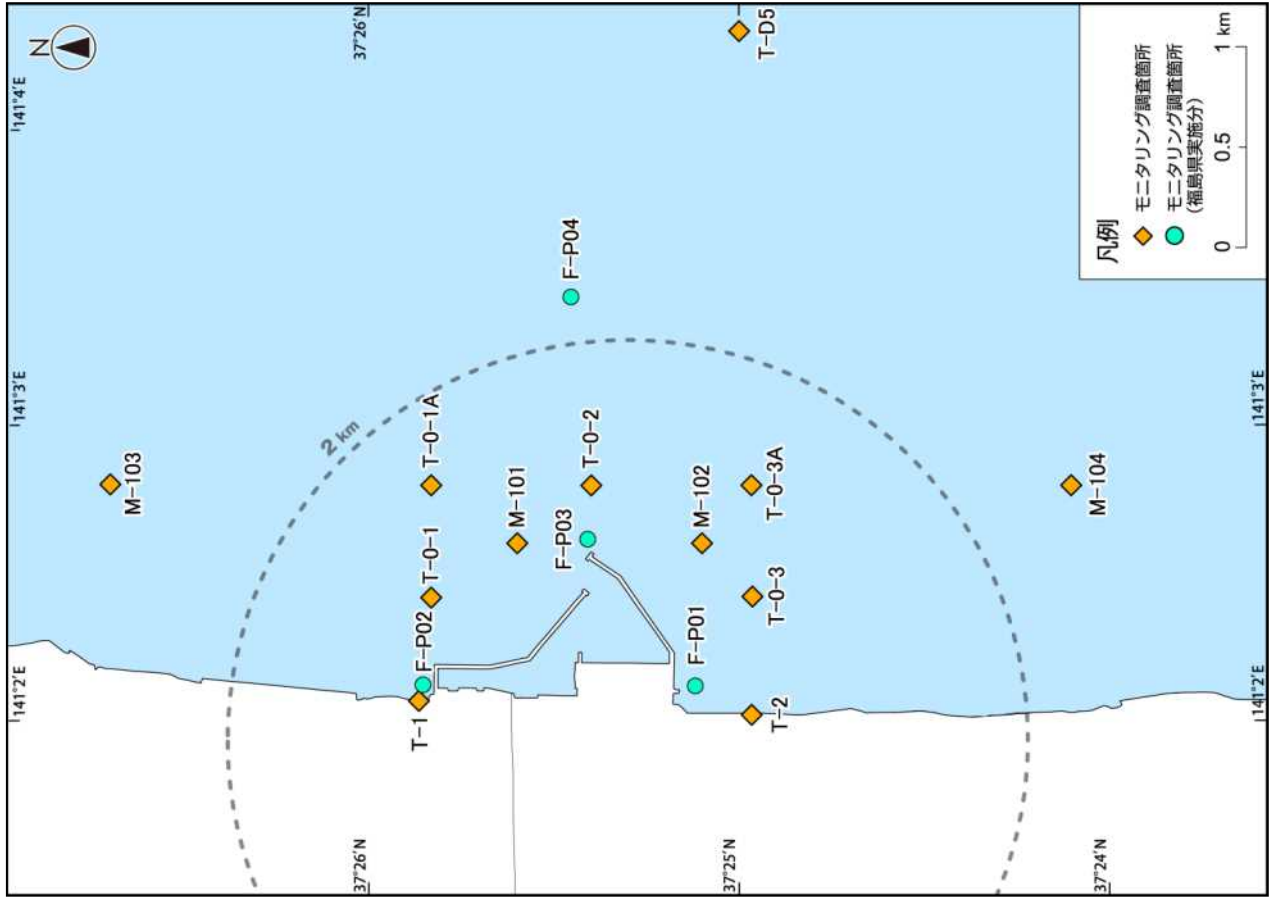 N
141°4′E
141°3′E
141°2′E
37°26′N
37°26′
M-103
2 km
T-0-1A
T-0-1
F-P02
T-1
M-101
F-P04
T-0-2
F-P03
M-102
F-P01
T-D5
37°25′N
T-0-3A
T-0-3
T-2
M-104
37°24′N
141°3′E
141°2′E
凡例
モニタリング調査箇所
モニタリング調査箇所
（福島県実施分）
0 0.5 1 km